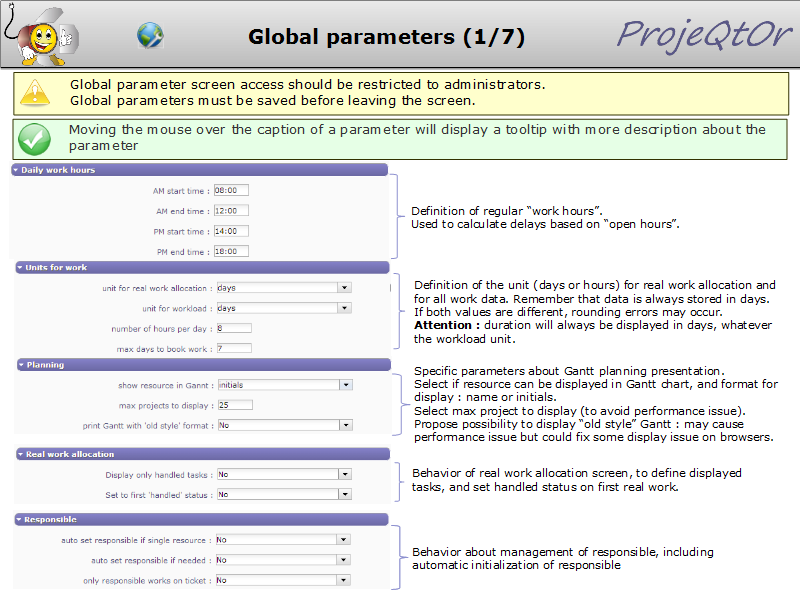 Global parameters (1/7)
ProjeQtOr
Global parameter screen access should be restricted to administrators.
Global parameters must be saved before leaving the screen.
Moving the mouse over the caption of a parameter will display a tooltip with more description about the
parameter
Daily work hours
AM start time : 08:00
AM end time : 12:00
PM start time : 14:00
PM end time : 18:00
Definition of regular “work hours”.
Used to calculate delays based on “open hours”.
Units for work
unit for real work allocation : days
unit for workload : days
number of hours per day : 8
max days to book work : 7
Definition of the unit (days or hours) for real work allocation and
for all work data. Remember that data is always stored in days.
If both values are different, rounding errors may occur.
Attention : duration will always be displayed in days, whatever
the workload unit.
Planning
show resource in Gannt : initials
max projects to display : 25
print Gantt with 'old style' format : No
Specific parameters about Gantt planning presentation.
Select if resource can be displayed in Gantt chart, and format for
display : name or initials.
Select max project to display (to avoid performance issue).
Propose possibility to display “old style” Gantt : may cause
performance issue but could fix some display issue on browsers.
Real work allocation
Display only handled tasks : No
Set to first 'handled' status : No
Behavior of real work allocation screen, to define displayed
tasks, and set handled status on first real work.
Responsible
auto set responsible if single resource : No
auto set responsible if needed : No
only responsible works on ticket : No
Behavior about management of responsible, including
automatic initialization of responsible